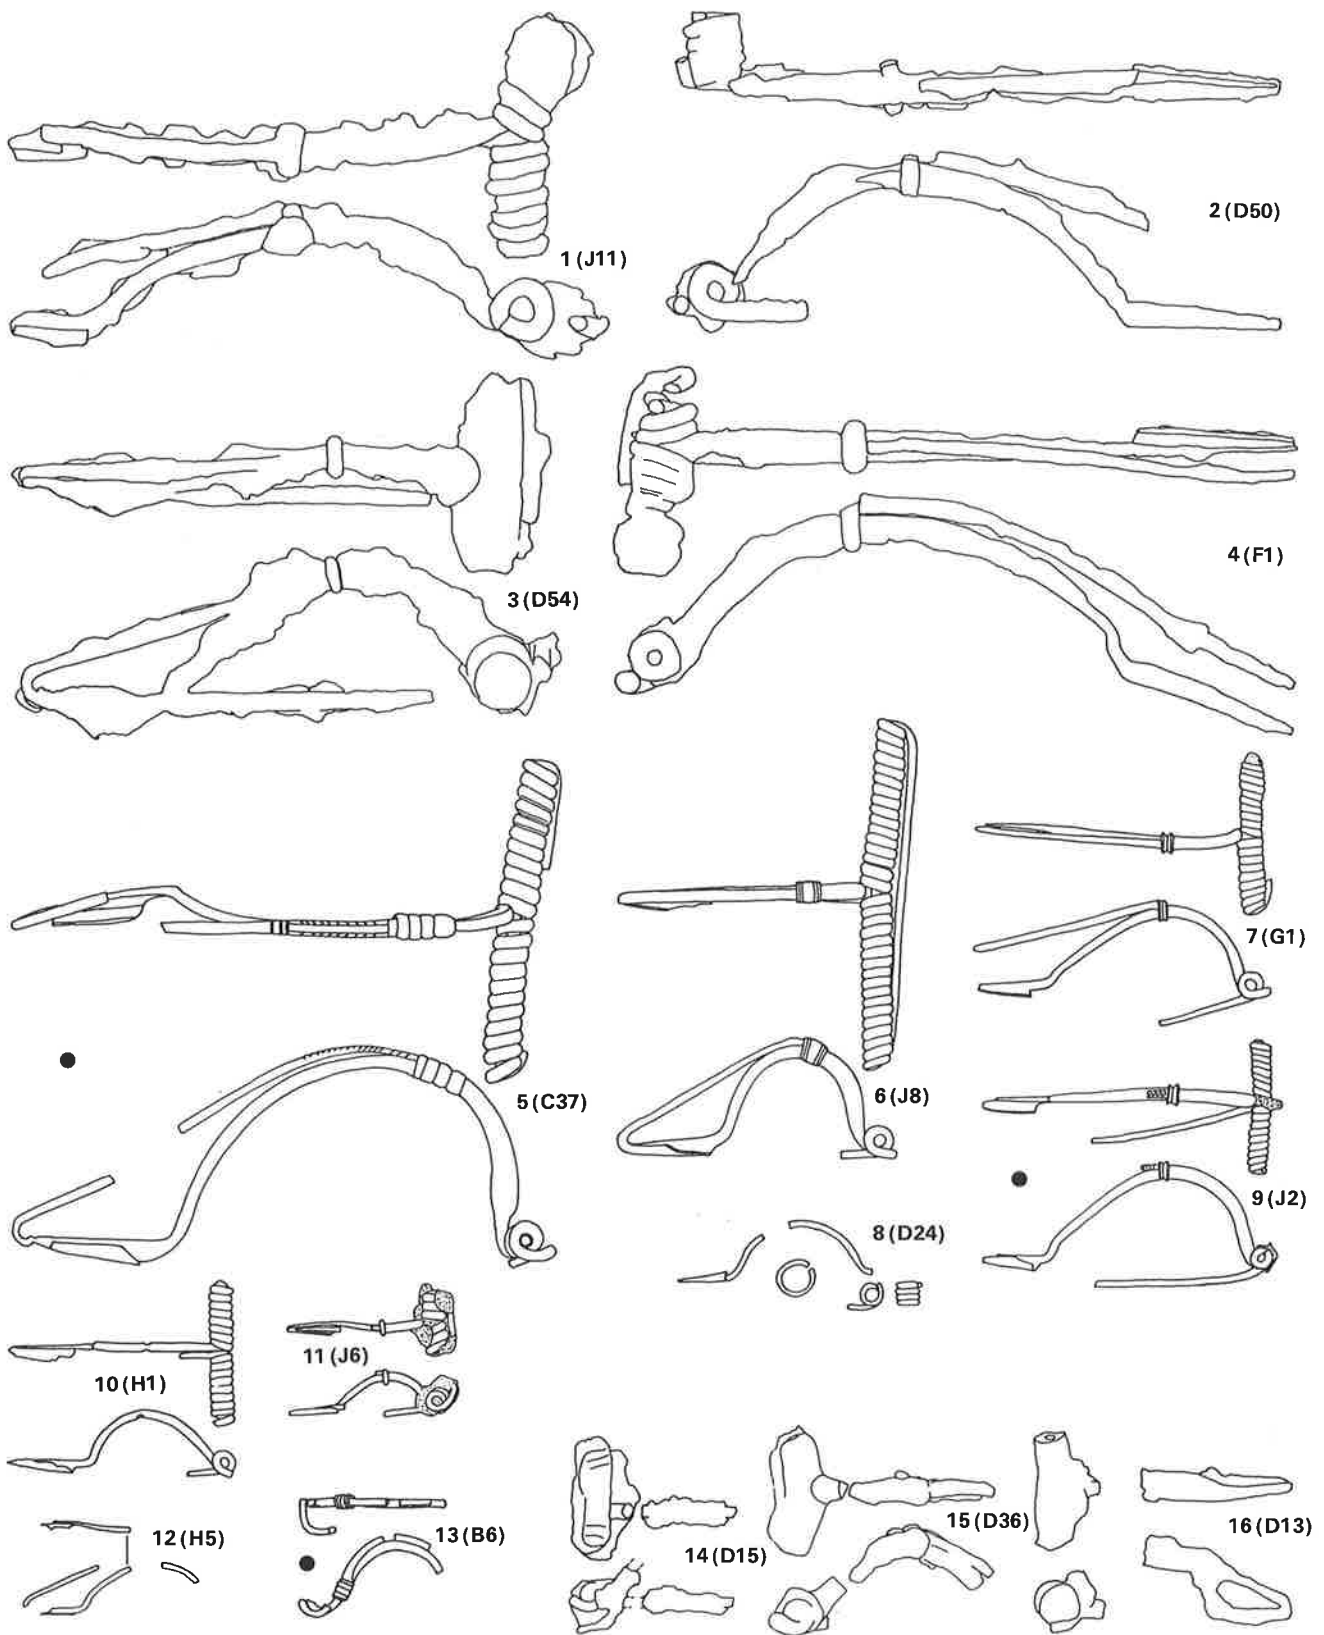 1 (J11)
2 (D50)
3 (D54)
4 (F1)
5 (C37)
6 (J8)
7 (G1)
8 (D24)
9 (J2)
10 (H1)
11 (J6)
12 (H5)
13 (B6)
14 (D15)
15 (D36)
16 (D13)